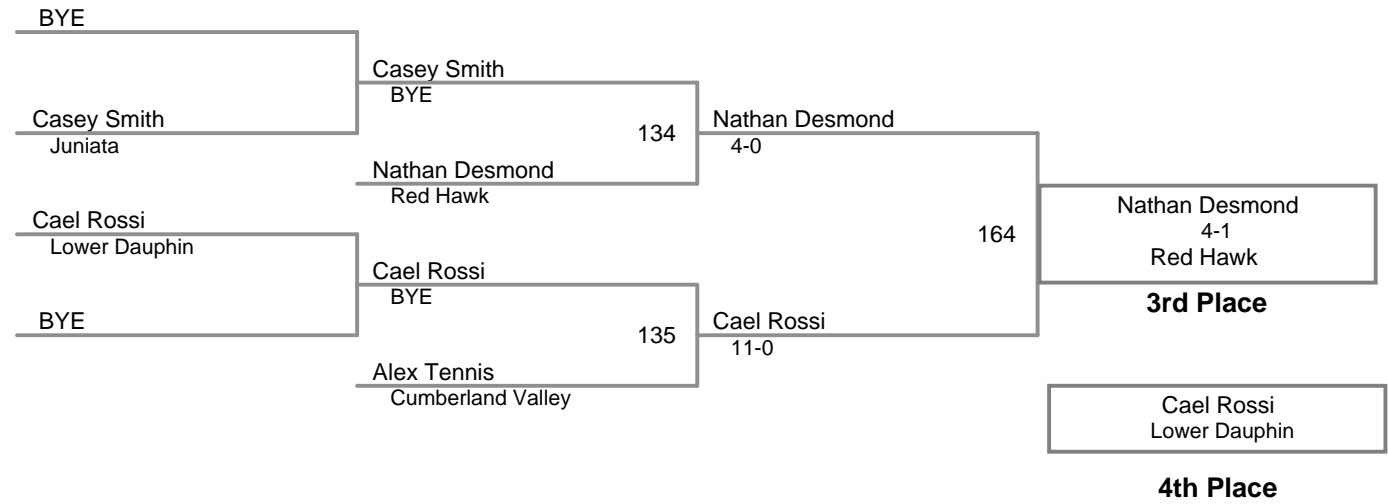 BYE
Casey Smith
Juniata
Cael Rossi
Lower Dauphin
BYE
Casey Smith
BYE
Nathan Desmond
Red Hawk
Cael Rossi
BYE
Alex Tennis
Cumberland Valley
134
135
Nathan Desmond
4-0
Cael Rossi
11-0
164
Nathan Desmond
4-1
Red Hawk
3rd Place
Cael Rossi
Lower Dauphin
4th Place